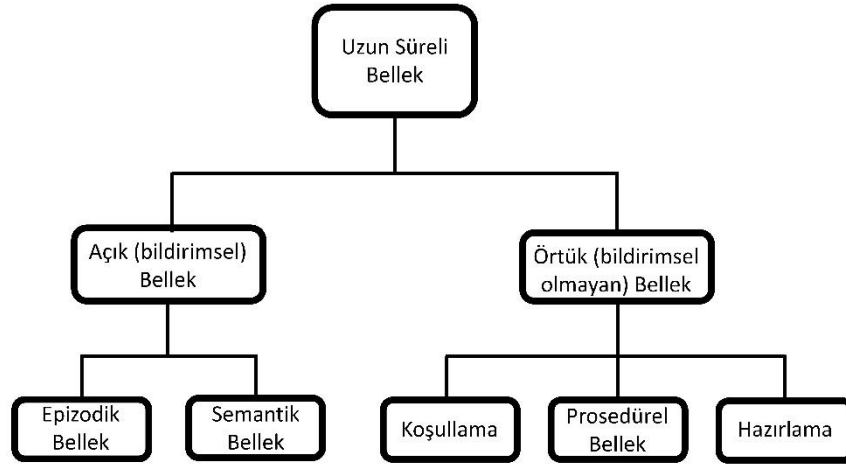 Uzun Süreli
Bellek
Açık (bildirimsel)
Bellek
Örtük (bildirimsel
olmayan) Bellek
Epizodik
Bellek
Semantik
Bellek
Koşullama
Prosedürel
Bellek
Hazırlama